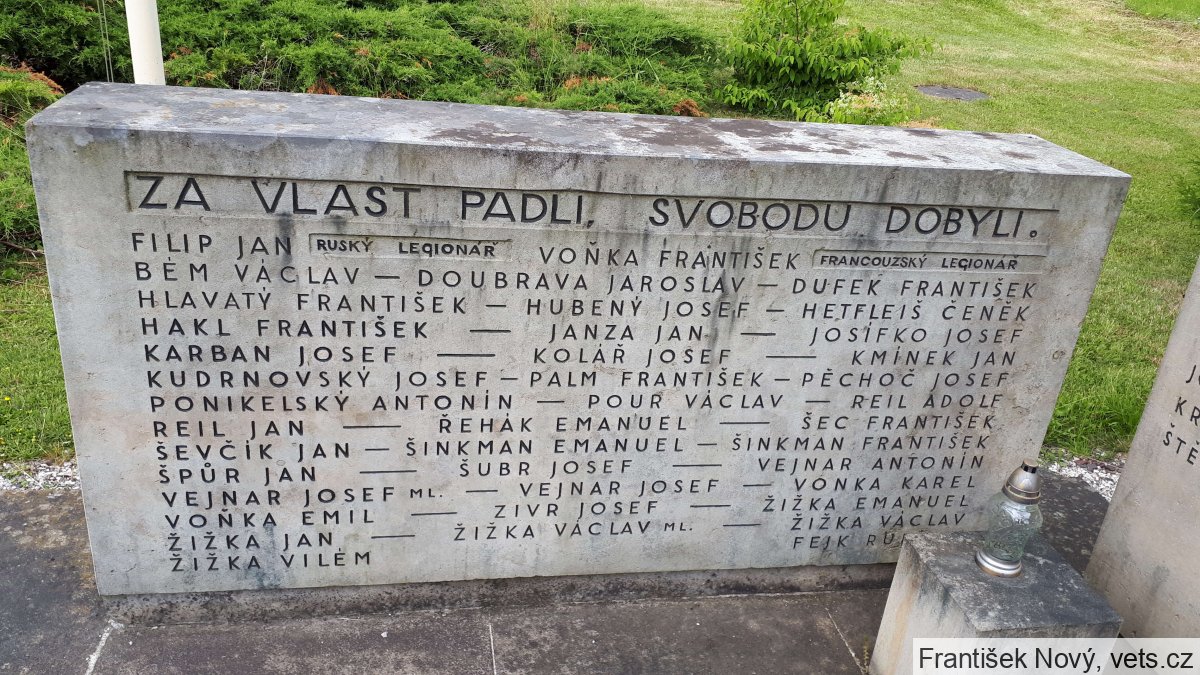 ZA VLAST PADLI, SVOBODU DOBYLI.
FILIP JAN RUSKÝ LEGIONÁŘ VOŇKA FRANTIŠEK FRANCOUZSKÝ LEGIONÁŘ
BÉM VÁCLAV — DOUBRAVA JAROSLAV — DUFEK FRANTIŠEK
HLAVATÝ FRANTIŠEK — HUBENÝ JOSEF — HETFLEIŠ ČENĚK
HAKL FRANTIŠEK — JANZA JAN — JOSÍFKO JOSEF
KARBAN JOSEF — KOLÁŘ JOSEF — KMÍNEK JAN
KUDRNOVSKÝ JOSEF — PALM FRANTIŠEK — PĚCHOČ JOSEF
PONIKELSKÝ ANTONÍN — POUR VÁCLAV — REIL ADOLF
REIL JAN — ŘEHÁK EMANUEL — ŠEC FRANTIŠEK
ŠEVČÍK JAN — ŠINKMAN EMANUEL — ŠINKMAN FRANTIŠEK
ŠPŮR JAN — ŠUBR JOSEF — VEJNAR ANTONÍN
VEJNAR JOSEF ML. — VEJNAR JOSEF — VOŇKA KAREL
VOŇKA EMIL — ZIVR JOSEF — ŽIŽKA EMANUEL
ŽIŽKA JAN — ŽIŽKA VÁCLAV ML. — ŽIŽKA VÁCLAV
ŽIŽKA VILÉM FEJK
František Nový, vets.cz